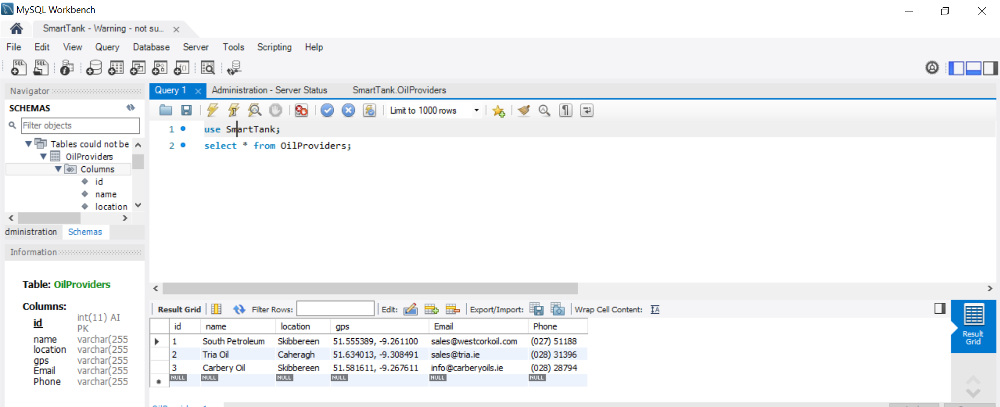 MySQL Workbench
SmartTank - Warning - not su...
File Edit View Query Database Server Tools Scripting Help
Navigator
SCHEMAS
Filter objects
Tables could not be
OilProviders
Columns
id
name
location
dministration Schemas
Information
Table: OilProviders
Columns:
id int(11) AI
PK
name varchar(255
location varchar(255
gps varchar(255
Email varchar(255
Phone varchar(255
Query 1 Administration - Server Status SmartTank.OilProviders
Limit to 1000 rows
1 use SmartTank;
2 select * from OilProviders;
Result Grid Filter Rows: Edit: Export/Import: Wrap Cell Content:
id name location gps Email Phone
1 South Petroleum Skibbereen 51.555389, -9.261100 sales@westcorkoil.com (027) 51188
2 Tria Oil Caheragh 51.634013, -9.308491 sales@tria.ie (028) 31396
3 Carbery Oil Skibbereen 51.581611, -9.267611 info@carberyoils.ie (028) 28794
NULL NULL NULL NULL NULL NULL
Result
Grid